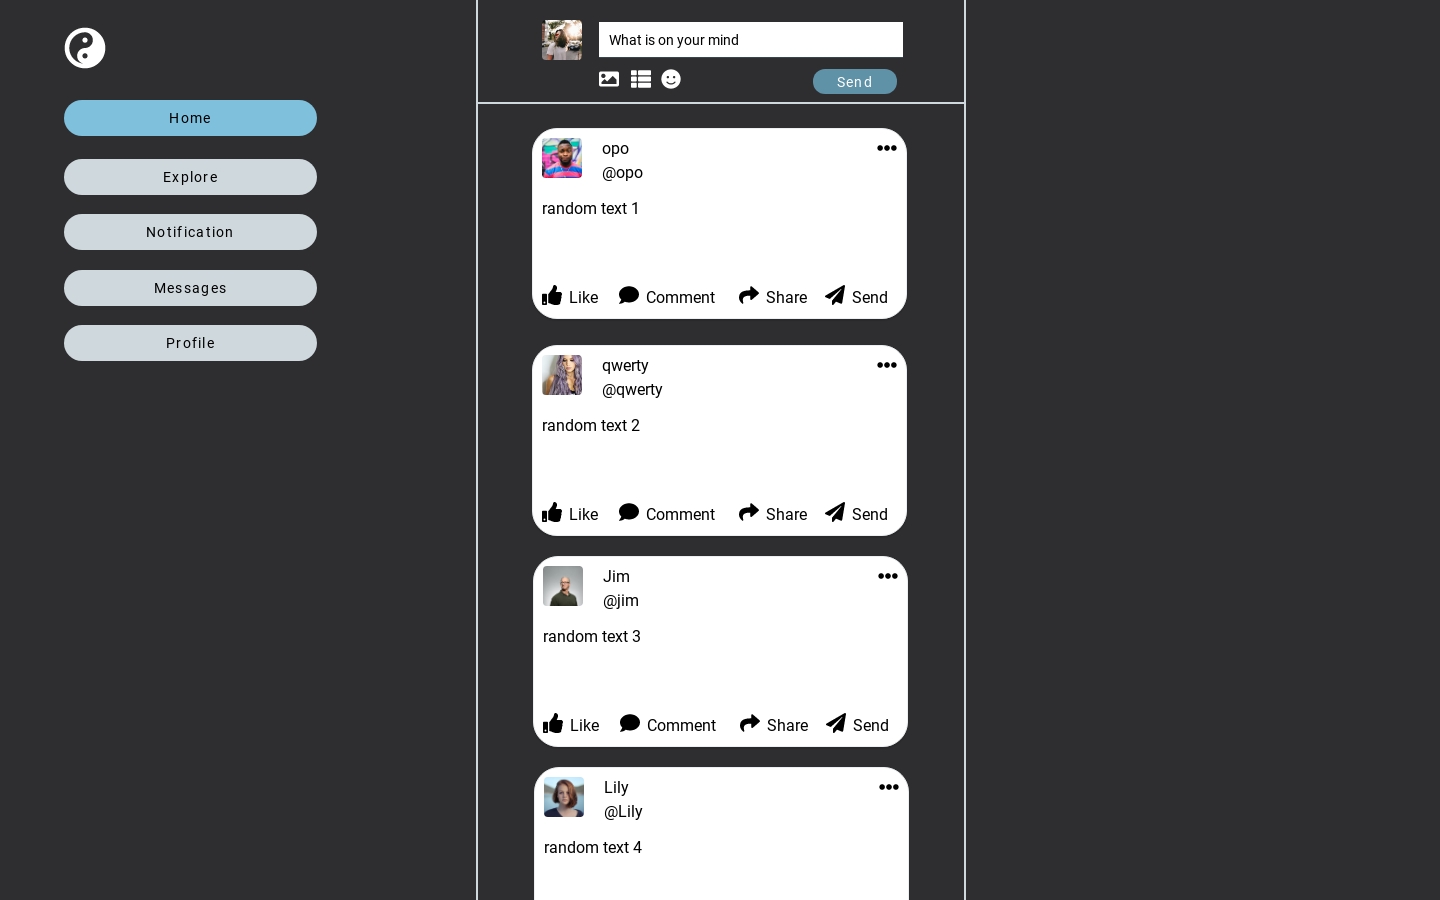 Home
Explore
Notification
Messages
Profile
What is on your mind
Send
opo
@opo
random text 1
Like Comment Share Send
qwerty
@qwerty
random text 2
Like Comment Share Send
Jim
@jim
random text 3
Like Comment Share Send
Lily
@Lily
random text 4